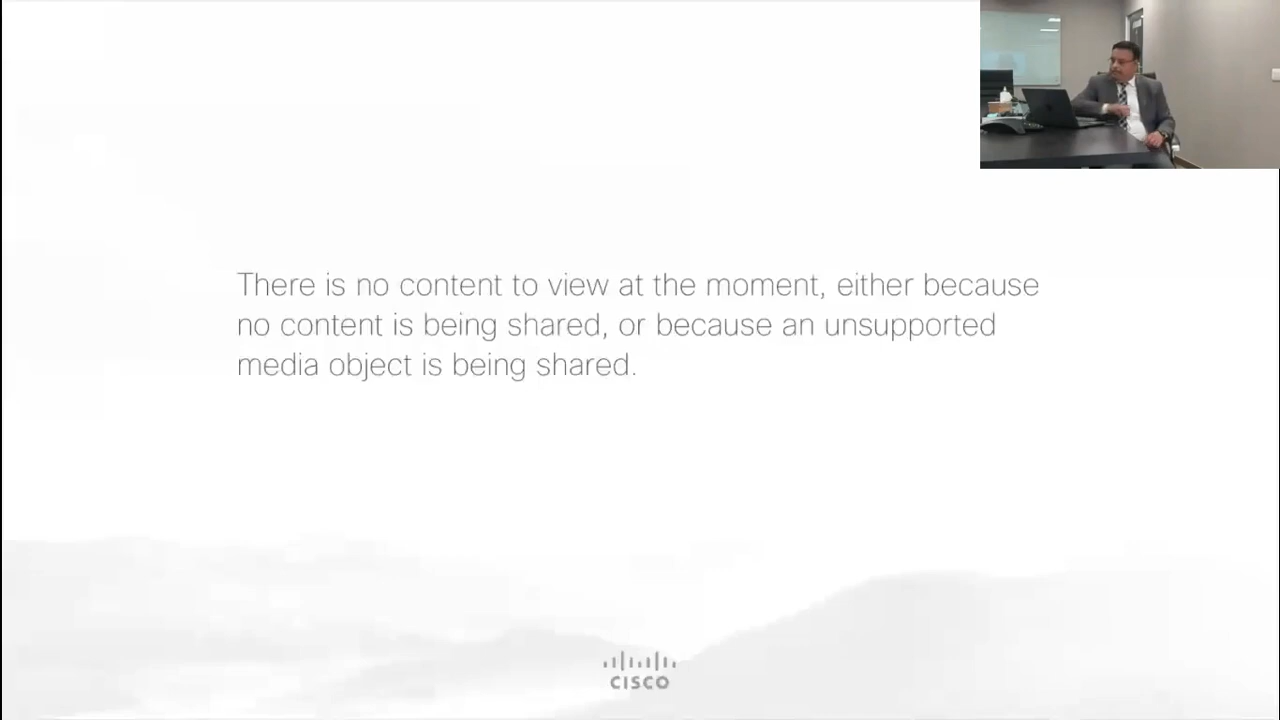 There is no content to view at the moment, either because
no content is being shared, or because an unsupported
media object is being shared.
CISCO